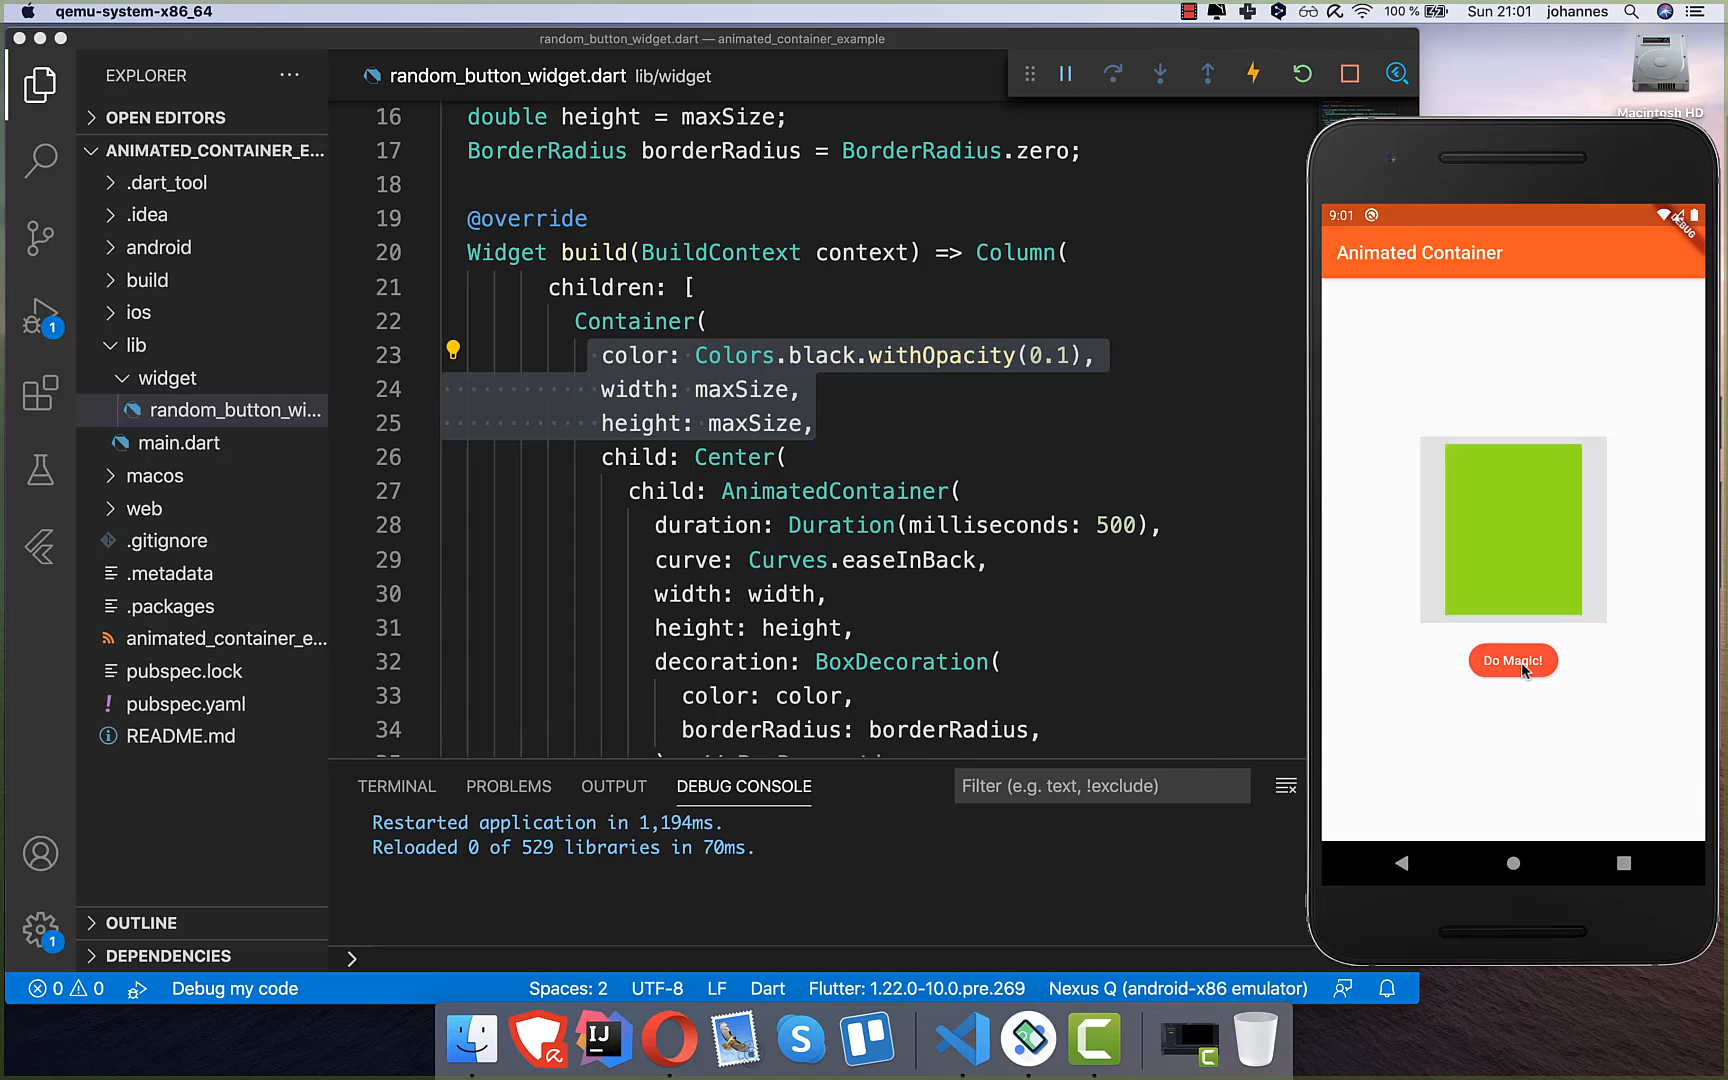 qemu-system-x86_64
100 %
Sun 21:01
johannes
random_button_widget.dart — animated_container_example
EXPLORER
random_button_widget.dart lib/widget
Macintosh HD
OPEN EDITORS
ANIMATED_CONTAINER_E...
.dart_tool
.idea
android
build
ios
lib
widget
random_button_wi...
main.dart
macos
web
.gitignore
.metadata
.packages
animated_container_e...
pubspec.lock
pubspec.yaml
README.md
OUTLINE
DEPENDENCIES
1
1
16 double height = maxSize;
17 BorderRadius borderRadius = BorderRadius.zero;
18
19 @override
20 Widget build(BuildContext context) => Column(
21 children: [
22 Container(
23 color: Colors.black.withOpacity(0.1),
24 width: maxSize,
25 height: maxSize,
26 child: Center(
27 child: AnimatedContainer(
28 duration: Duration(milliseconds: 500),
29 curve: Curves.easeInBack,
30 width: width,
31 height: height,
32 decoration: BoxDecoration(
33 color: color,
34 borderRadius: borderRadius,
TERMINAL PROBLEMS OUTPUT DEBUG CONSOLE
Filter (e.g. text, !exclude)
Restarted application in 1,194ms.
Reloaded 0 of 529 libraries in 70ms.
9:01
DEBUG
Animated Container
Do Magic!
0 0 Debug my code Spaces: 2 UTF-8 LF Dart Flutter: 1.22.0-10.0.pre.269 Nexus Q (android-x86 emulator)
IJ